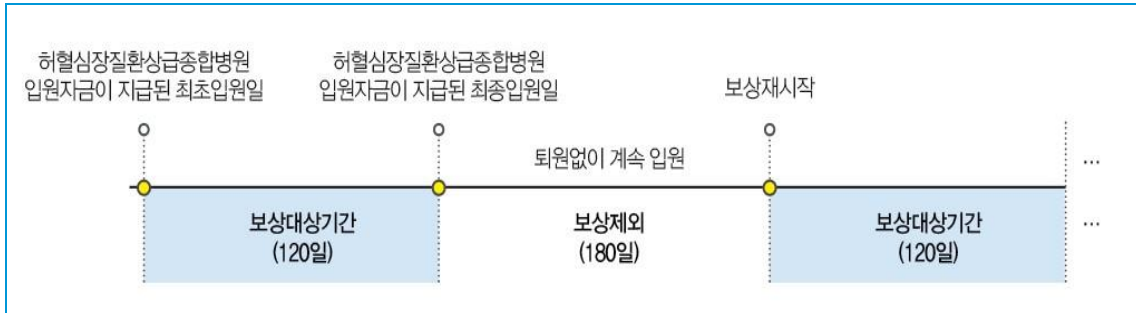 허혈심장질환상급종합병원
입원자금이 지급된 최초입원일
허혈심장질환상급종합병원
입원자금이 지급된 최종입원일
보상재시작
퇴원없이 계속 입원
...
보상대상기간
(120일)
보상제외
(180일)
보상대상기간
(120일)
...